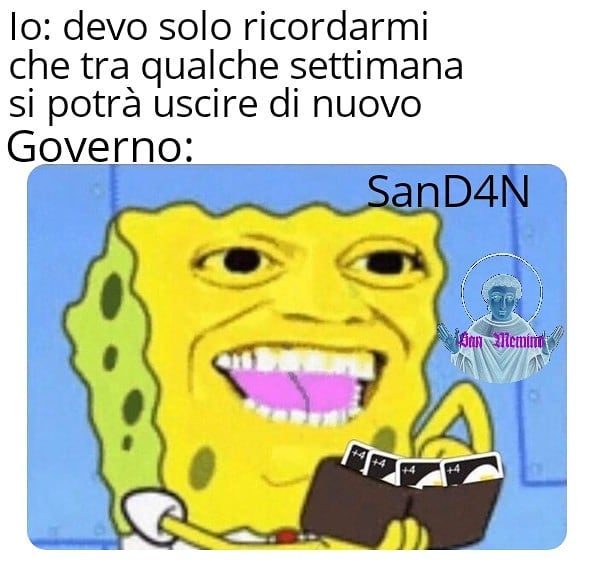 Io: devo solo ricordarmi
che tra qualche settimana
si potrà uscire di nuovo
Governo:
SanD4N
San Memino
+4
+4
+4
+4